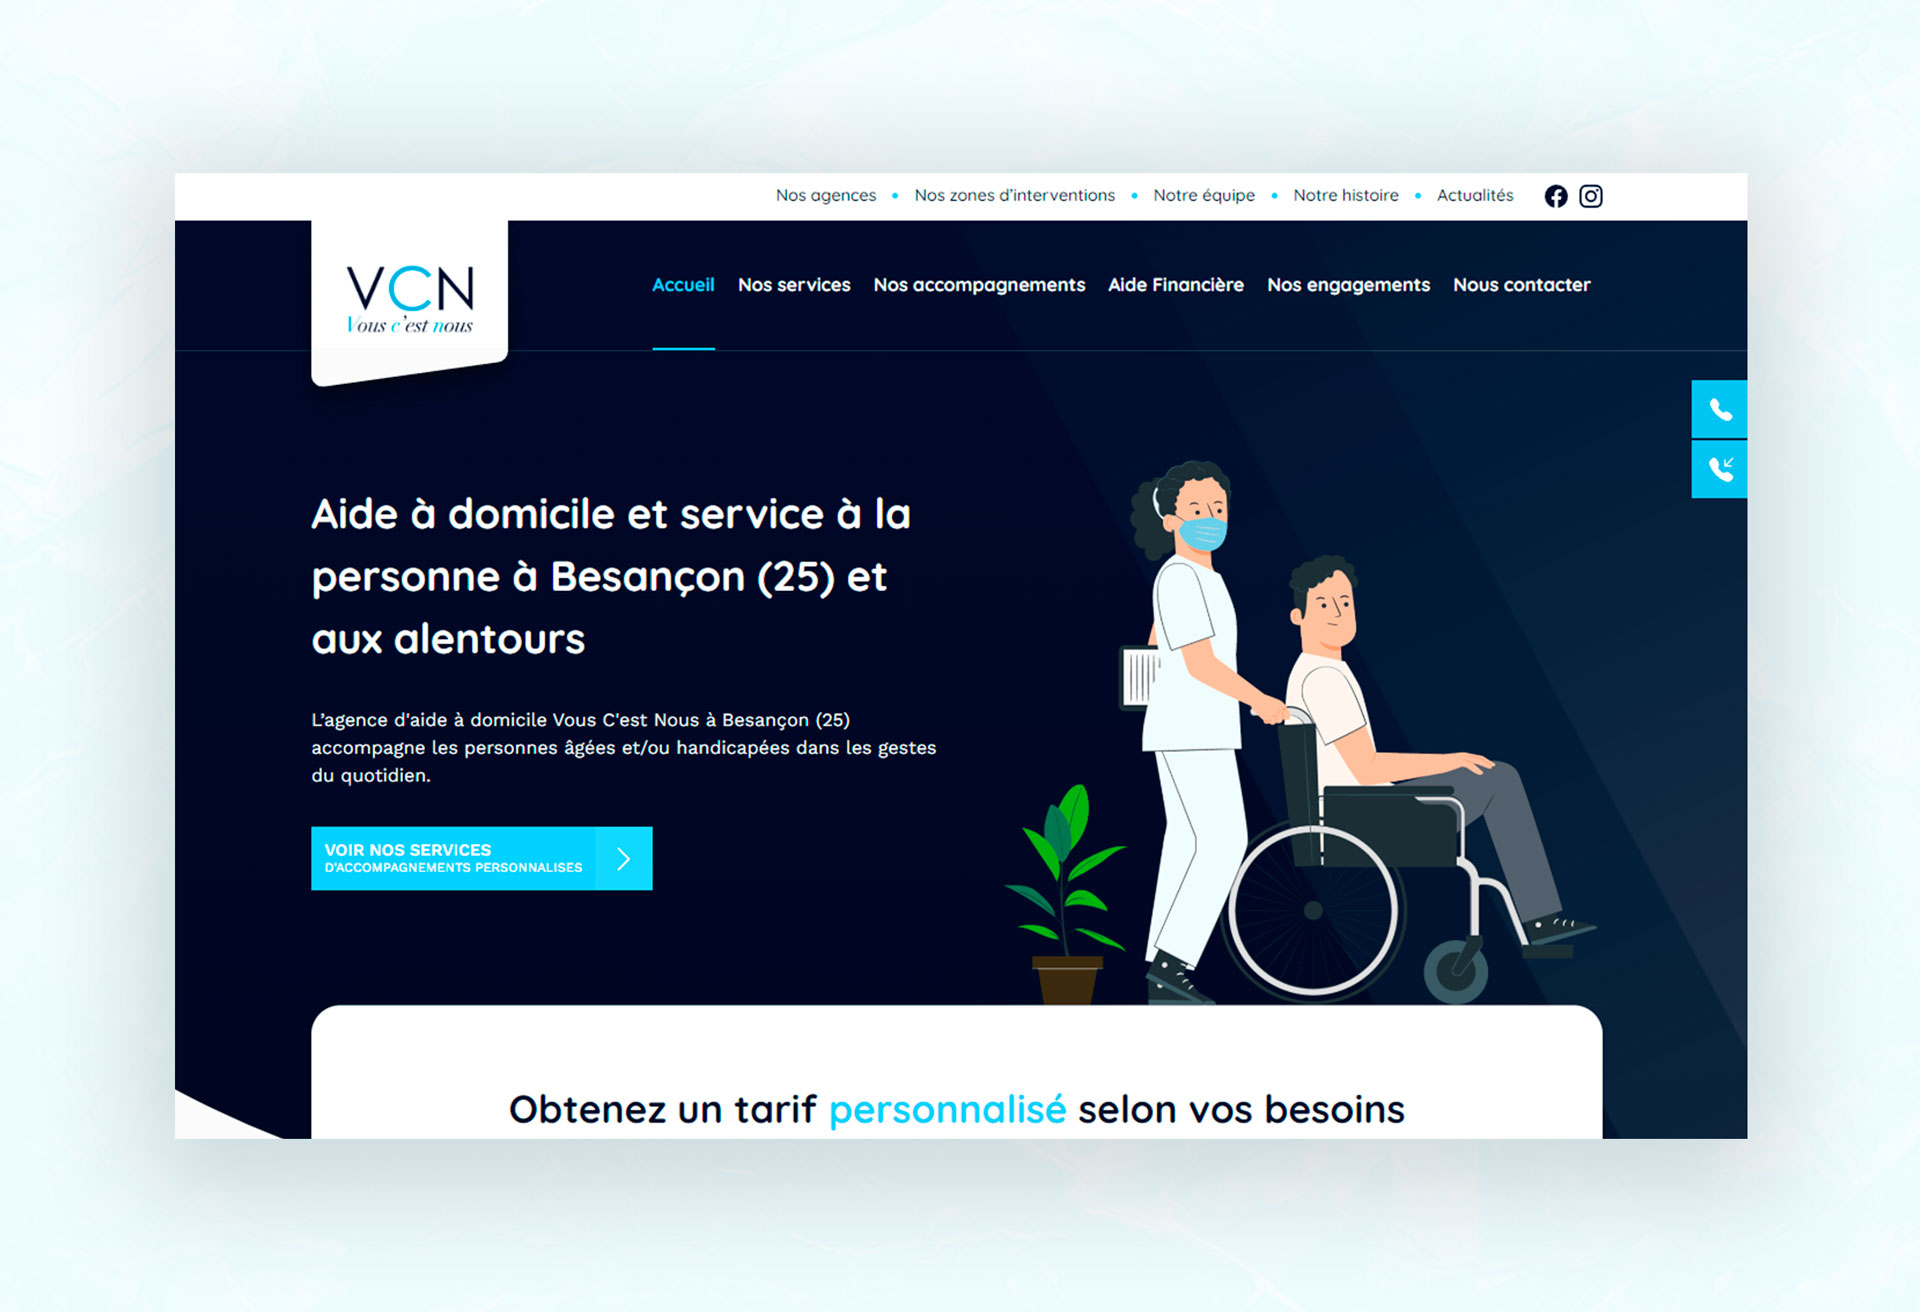 Nos agences • Nos zones d'interventions • Notre équipe • Notre histoire • Actualités
VCN
Vous c'est nous
Accueil Nos services Nos accompagnements Aide Financière Nos engagements Nous contacter
Aide à domicile et service à la
personne à Besançon (25) et
aux alentours
L'agence d'aide à domicile Vous C'est Nous à Besançon (25)
accompagne les personnes âgées et/ou handicapées dans les gestes
du quotidien.
VOIR NOS SERVICES
D'ACCOMPAGNEMENTS PERSONNALISES
Obtenez un tarif personnalisé selon vos besoins